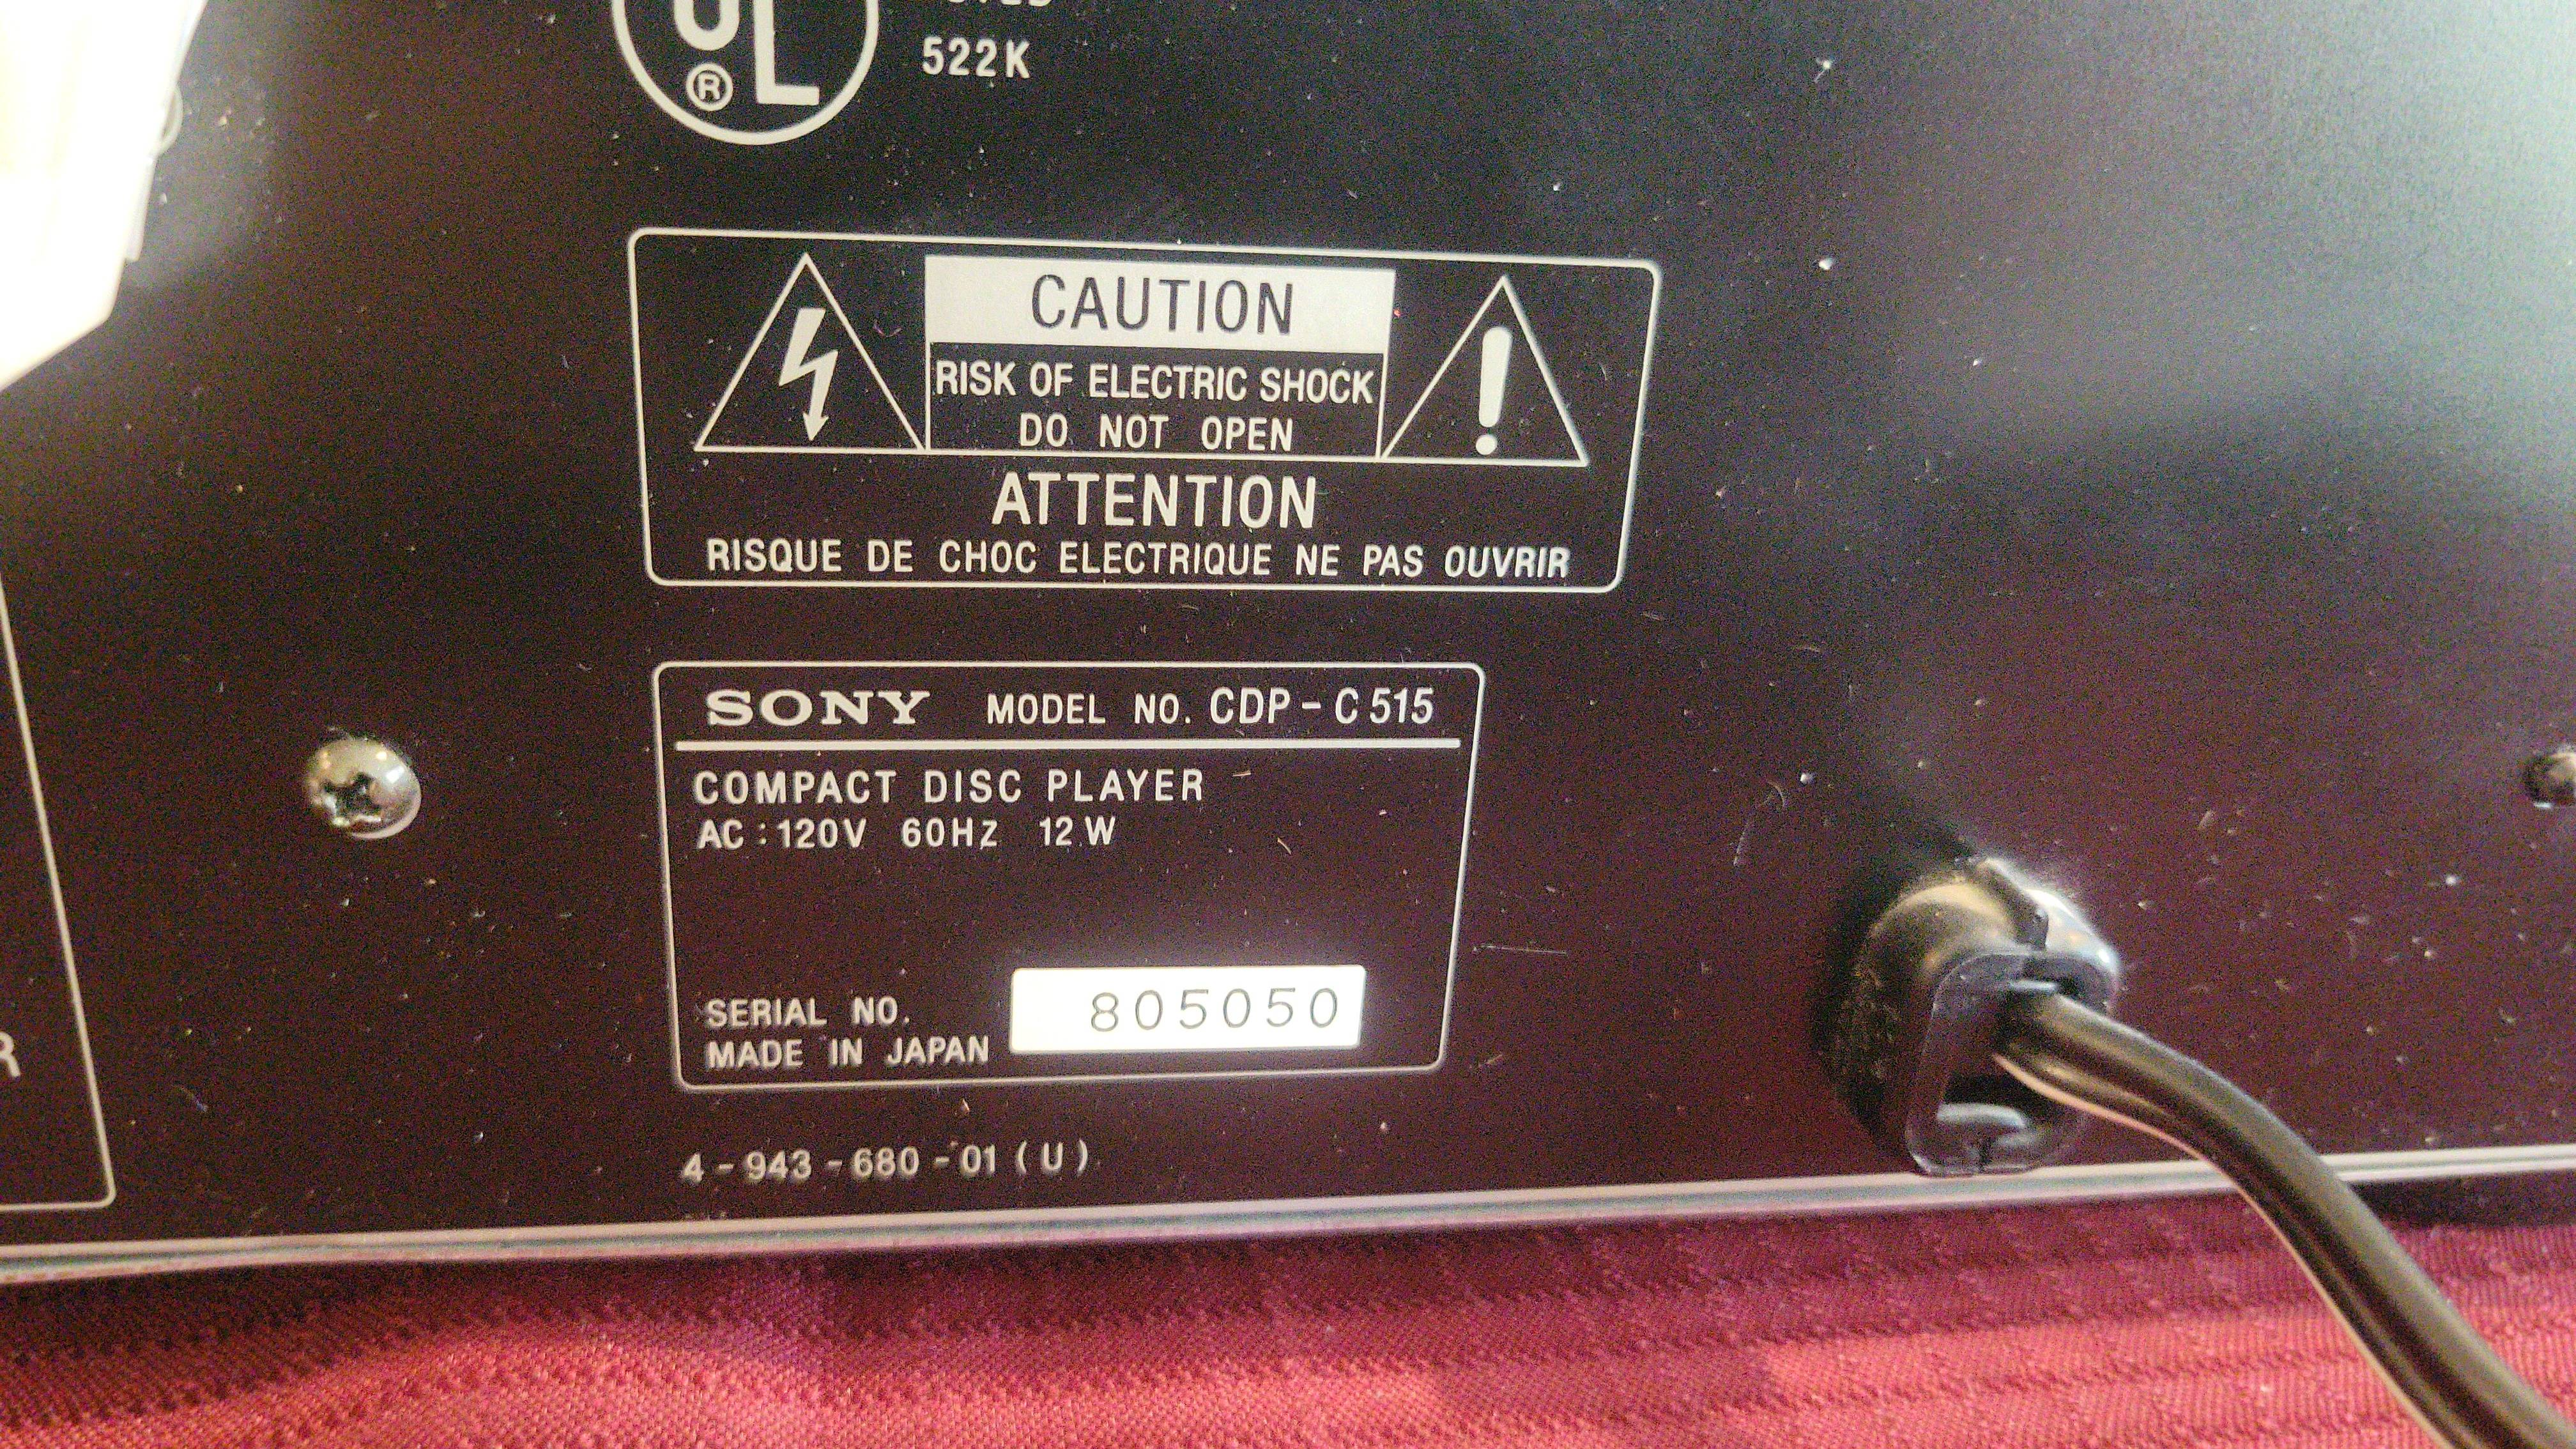 UL
®
522K
CAUTION
RISK OF ELECTRIC SHOCK
DO NOT OPEN
ATTENTION
RISQUE DE CHOC ELECTRIQUE NE PAS OUVRIR
SONY MODEL NO. CDP-C515
COMPACT DISC PLAYER
AC : 120V 60HZ 12W
SERIAL NO. 805050
MADE IN JAPAN
4-943-680-01 (U)
R